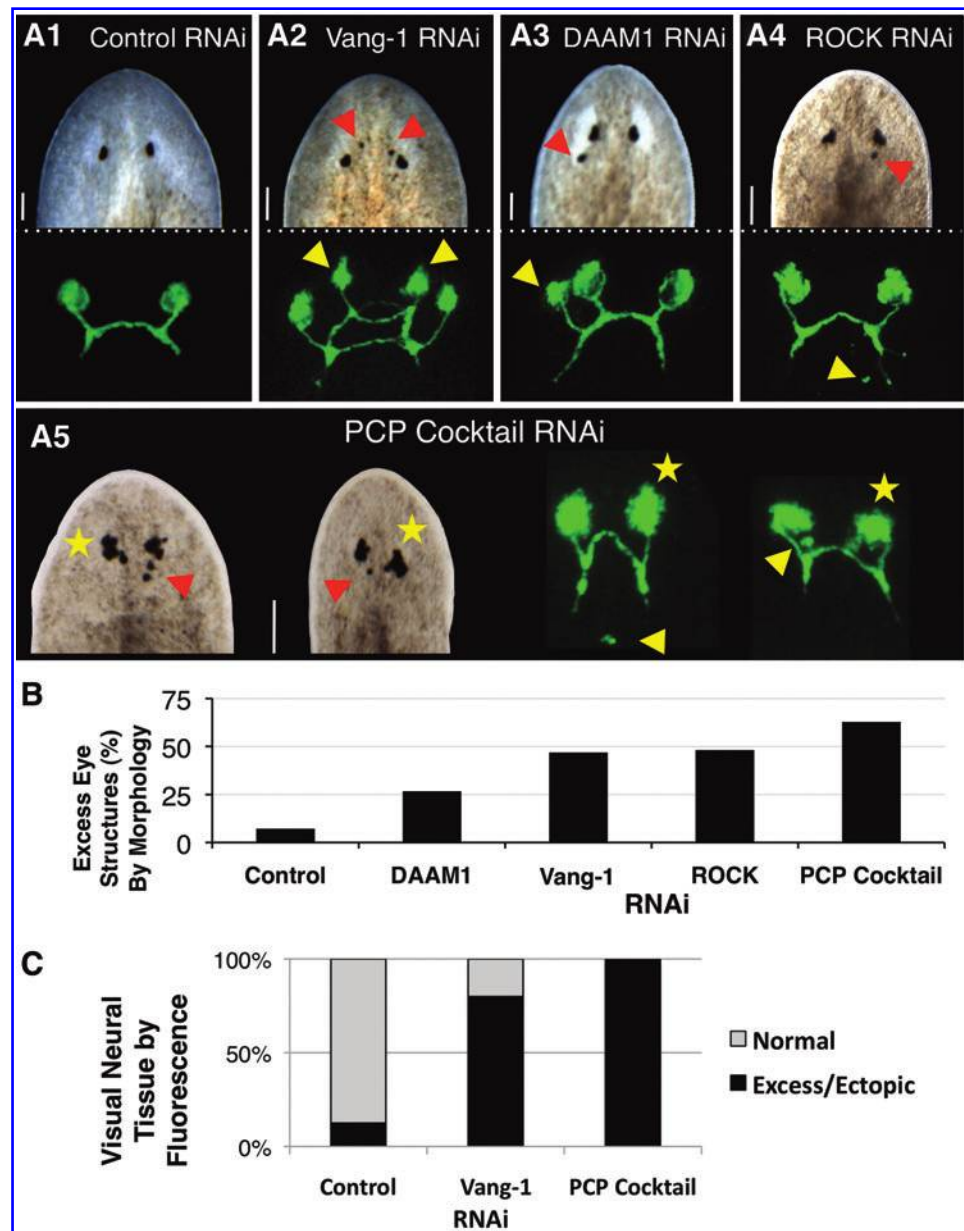 A1 Control RNAi
A2 Vang-1 RNAi
A3 DAAM1 RNAi
A4 ROCK RNAi
A5 PCP Cocktail RNAi
B
Excess Eye
Structures (%)
By Morphology
75
50
25
0
Control DAAM1 Vang-1 ROCK PCP Cocktail
RNAi
C
Visual Neural
Tissue by
Fluorescence
100%
50%
0%
Normal
Excess/Ectopic
Control Vang-1 PCP Cocktail
RNAi